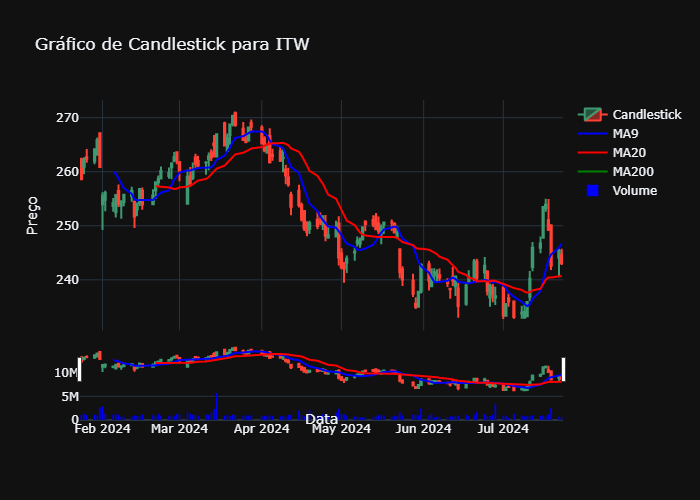 Gráfico de Candlestick para ITW
Candlestick
MA9
MA20
MA200
Volume
Preço
270
260
250
240
10M
5M
0
Feb 2024 Mar 2024 Apr 2024 May 2024 Jun 2024 Jul 2024
Data